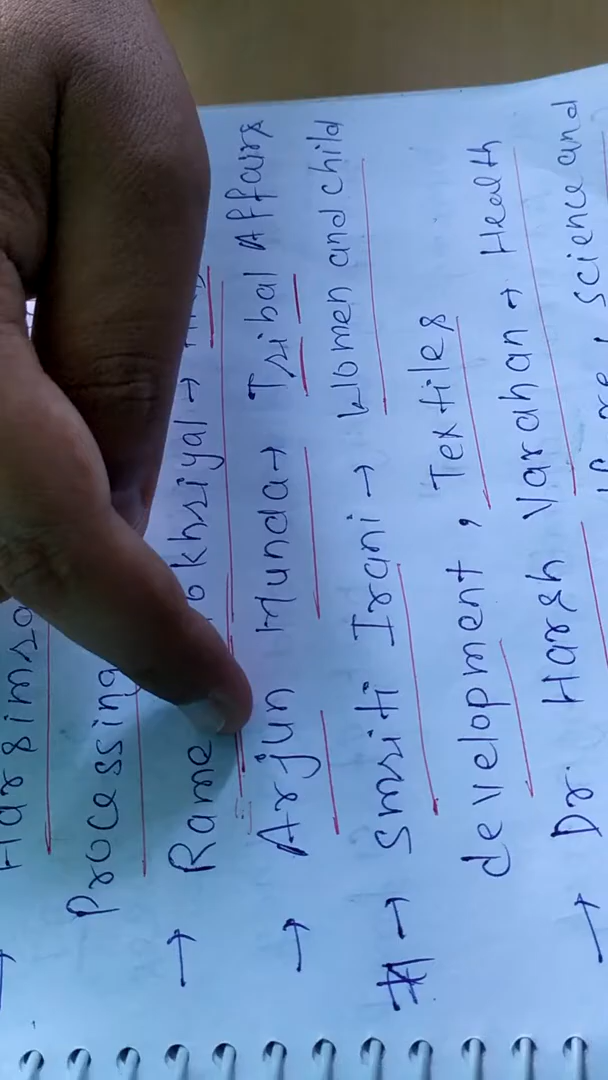 → Harsimra
Processing
→ Rame okhriyal →
→ Arjun Munda → Tribal Affairs
# → Smriti Irani → Women and child
development, Textiles
→ Dr. Harsh Vardhan → Health
science and